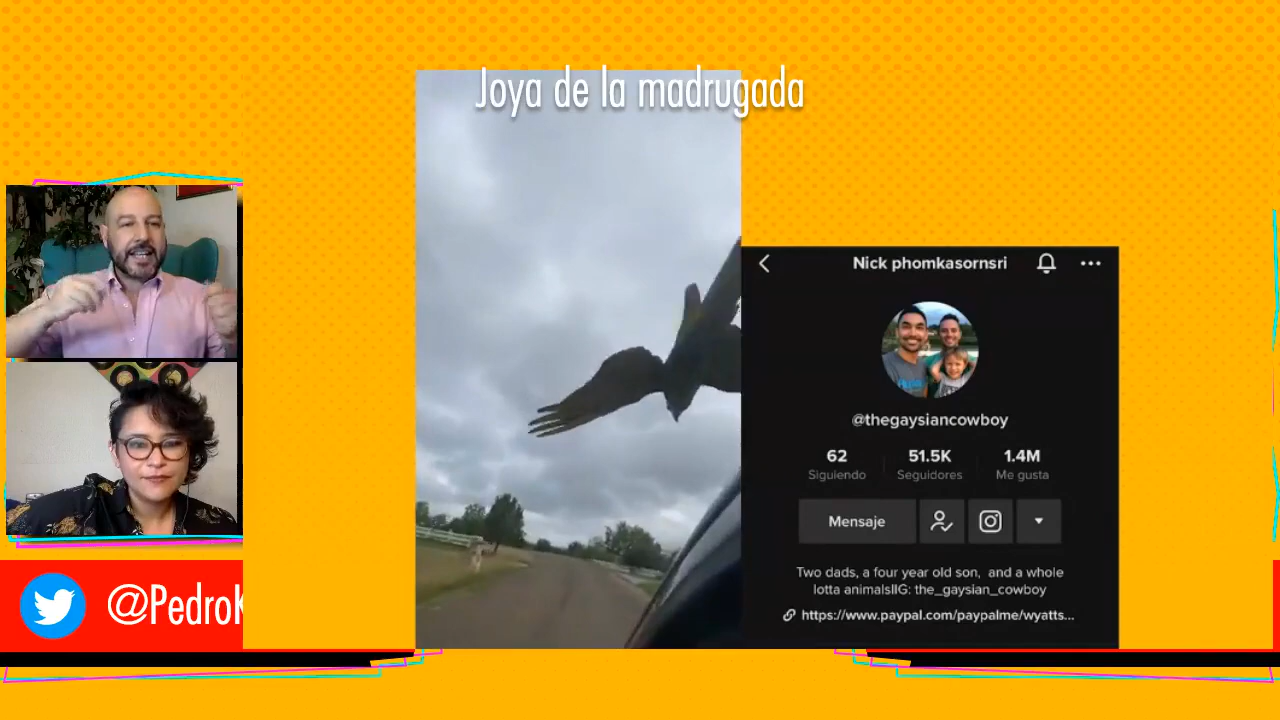 Joya de la madrugada
Nick phomkasornsri
@thegaysiancowboy
62
Siguiendo
51.5K
Seguidores
1.4M
Me gusta
Mensaje
Two dads, a four year old son, and a whole
lotta animalsIIG: the_gaysian_cowboy
https://www.paypal.com/paypalme/wyatts...
@PedroK